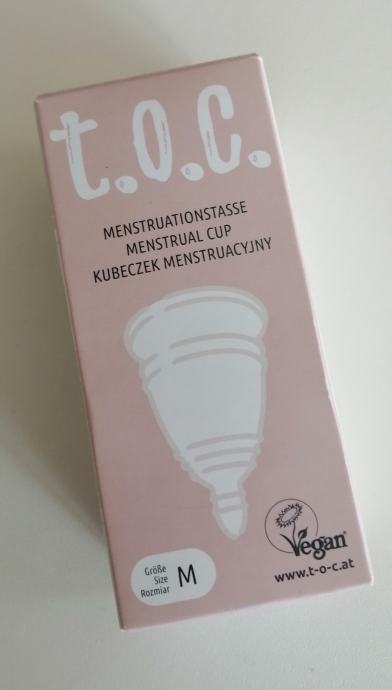 t.o.c.
MENSTRUATIONSTASSE
MENSTRUAL CUP
KUBECZEK MENSTRUACYJNY
Größe
Size
Rozmiar
M
Vegan
www.t-o-c.at